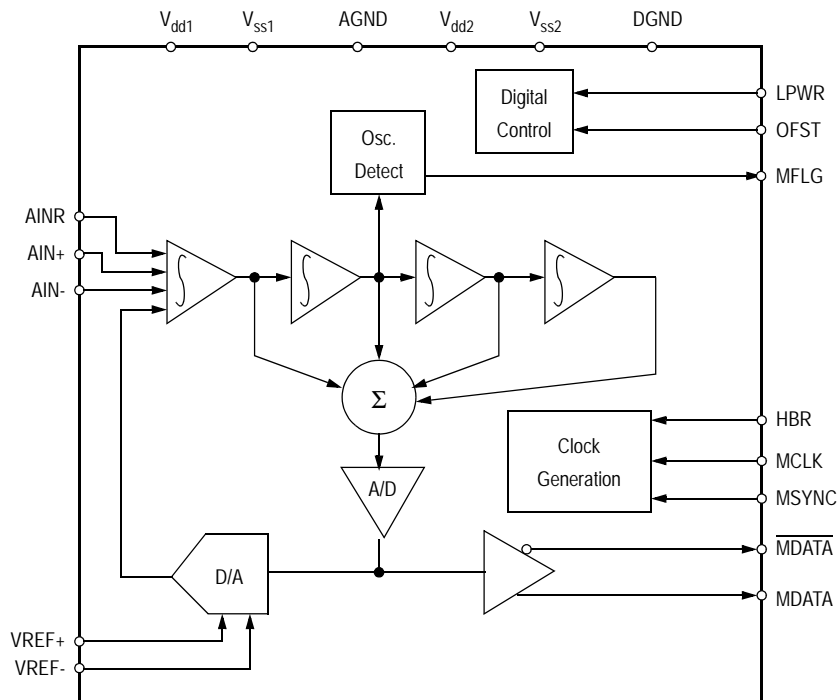 Vdd1 Vss1 AGND Vdd2 Vss2 DGND
Digital
Control
LPWR
OFST
Osc.
Detect
MFLG
AINR
AIN+
AIN-
∫ ∫ ∫ ∫
Σ
Clock
Generation
HBR
MCLK
MSYNC
A/D
MDATA
D/A
MDATA
VREF+
VREF-